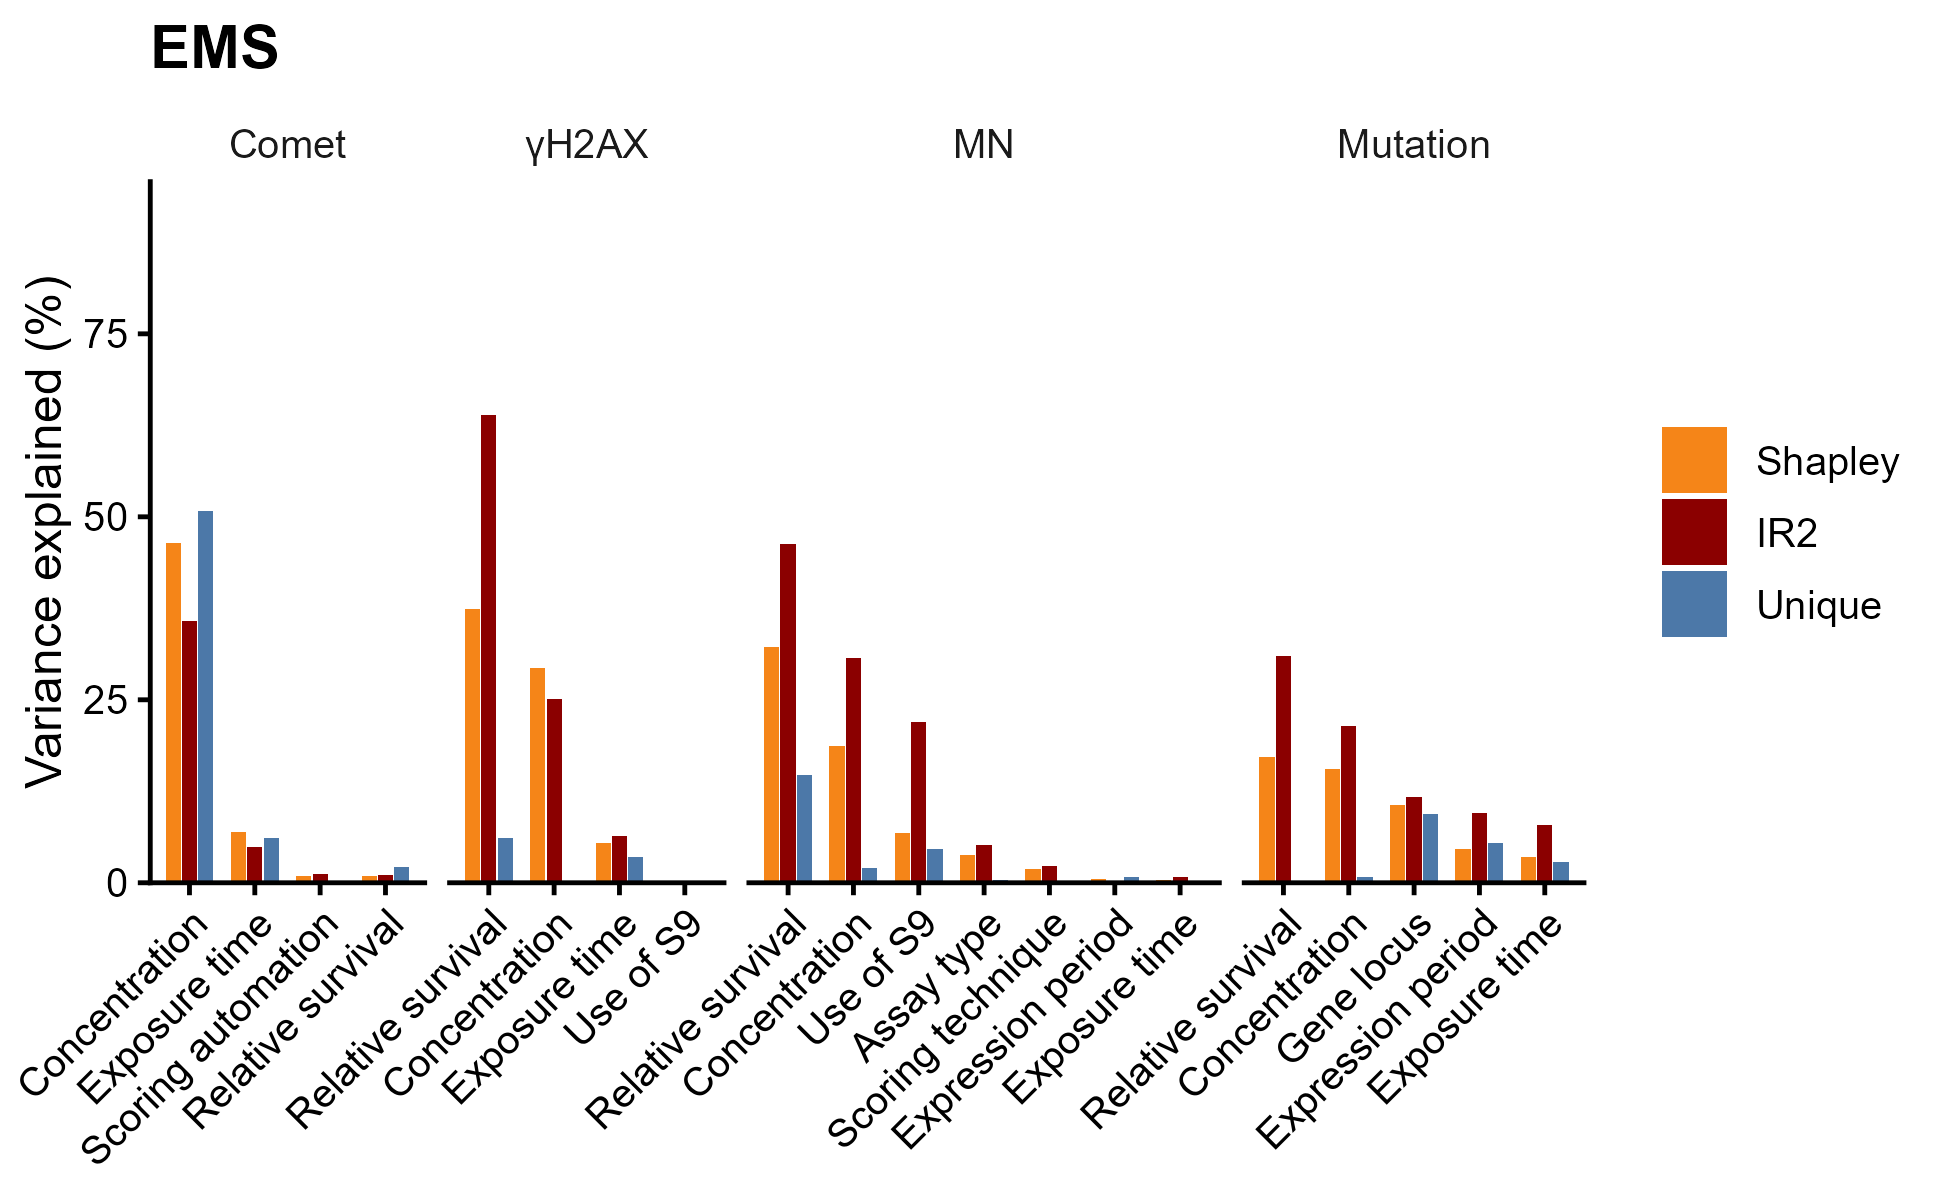 EMS
Comet
γH2AX
MN
Mutation
Variance explained (%)
75
50
25
0
Concentration
Exposure time
Scoring automation
Relative survival
Relative survival
Concentration
Exposure time
Use of S9
Relative survival
Concentration
Use of S9
Assay type
Scoring technique
Expression period
Exposure time
Relative survival
Concentration
Gene locus
Expression period
Exposure time
Shapley
IR2
Unique